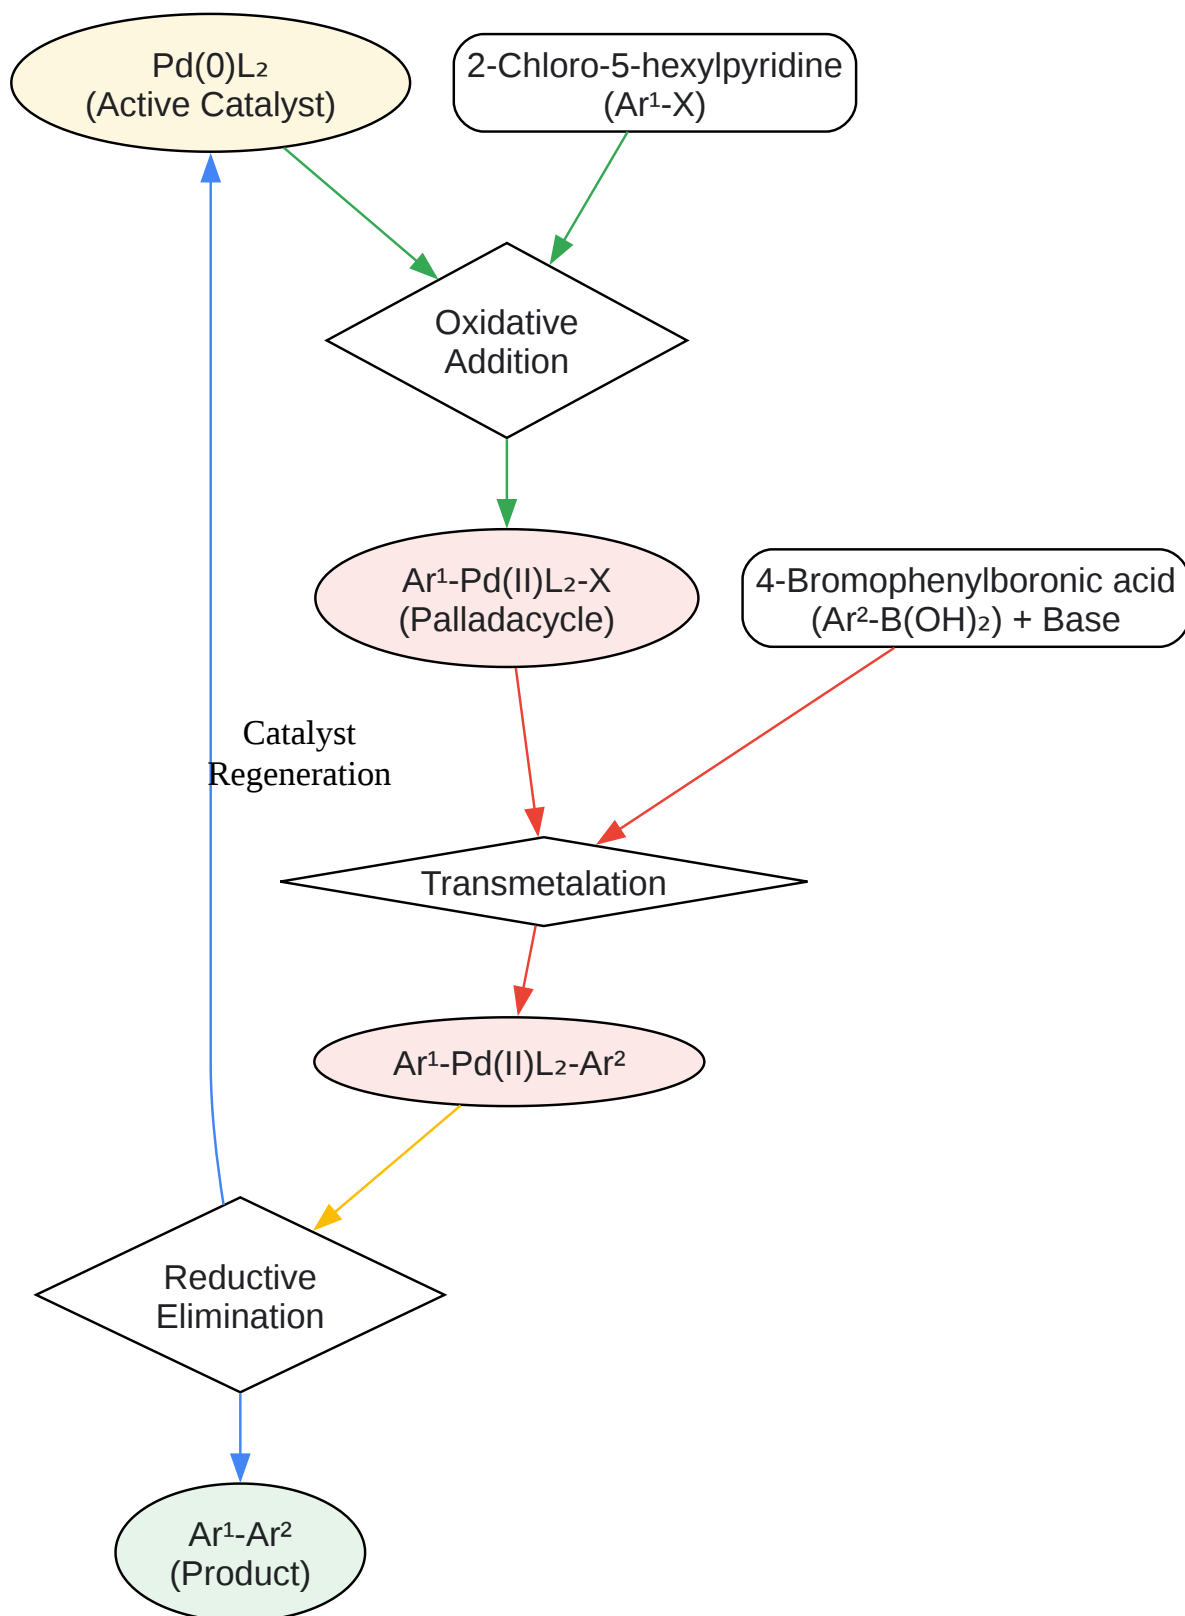 Pd(0)L₂
(Active Catalyst)
2-Chloro-5-hexylpyridine
(Ar¹-X)
Oxidative
Addition
Ar¹-Pd(II)L₂-X
(Palladacycle)
4-Bromophenylboronic acid
(Ar²-B(OH)₂) + Base
Catalyst
Regeneration
Transmetalation
Ar¹-Pd(II)L₂-Ar²
Reductive
Elimination
Ar¹-Ar²
(Product)